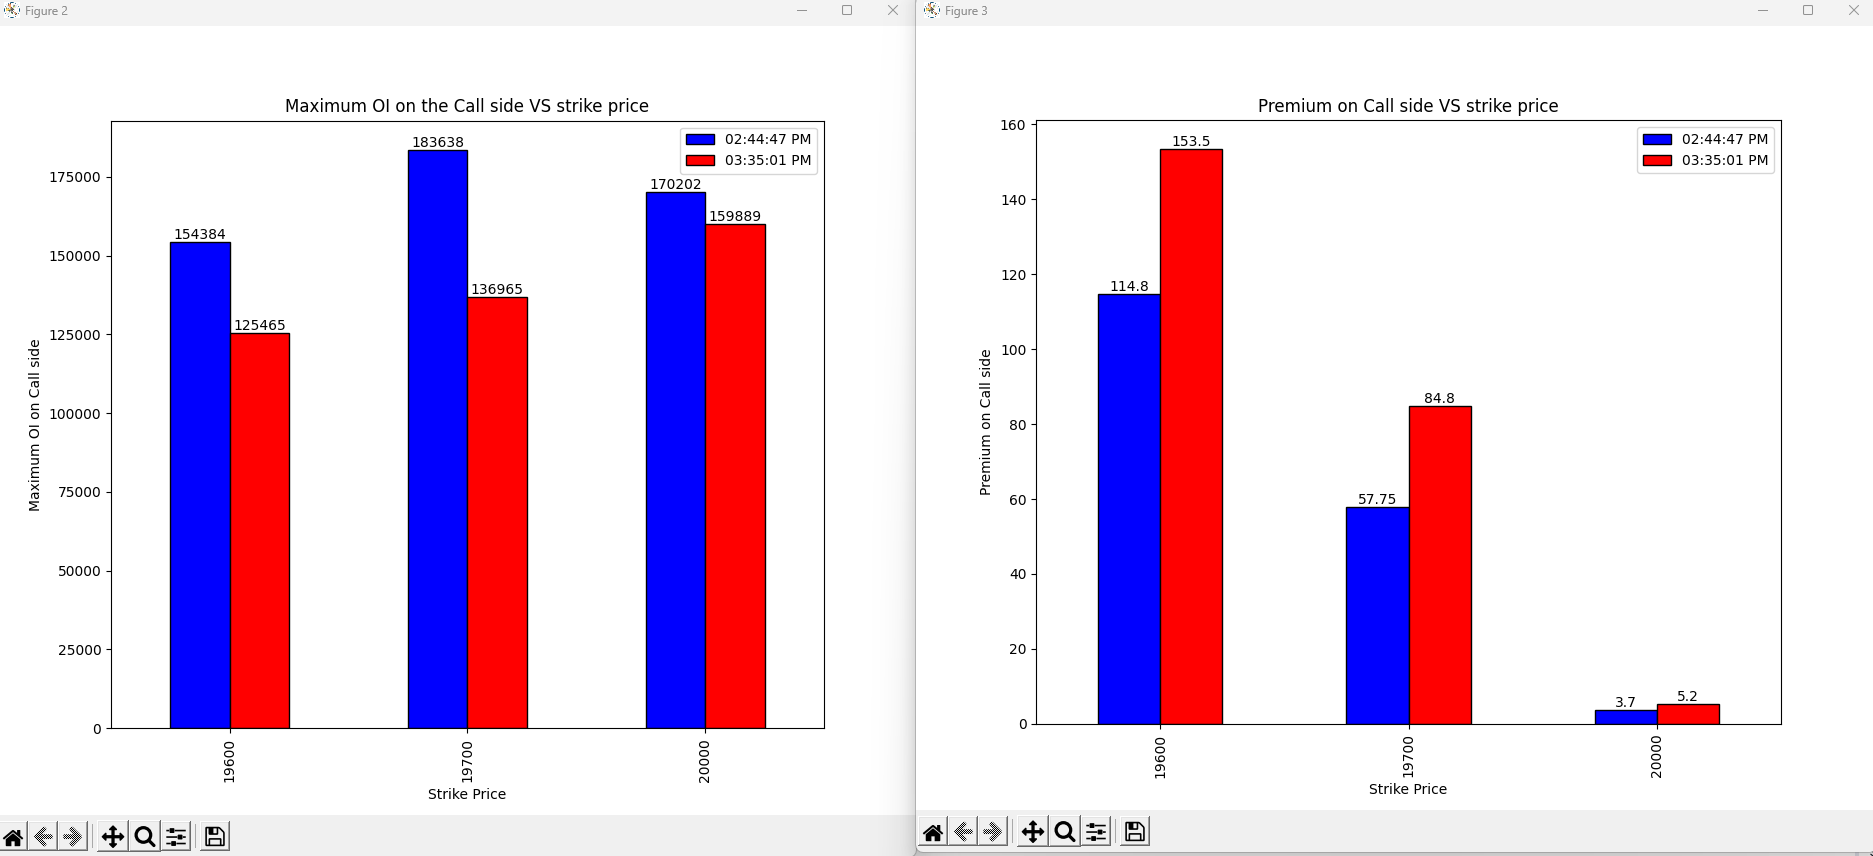 Figure 2
Maximum OI on the Call side VS strike price
02:44:47 PM
03:35:01 PM
Maximum OI on Call side
175000
150000
125000
100000
75000
50000
25000
0
154384
125465
183638
136965
170202
159889
19600
19700
20000
Strike Price
Figure 3
Premium on Call side VS strike price
02:44:47 PM
03:35:01 PM
Premium on Call side
160
140
120
100
80
60
40
20
0
114.8
153.5
57.75
84.8
3.7
5.2
19600
19700
20000
Strike Price